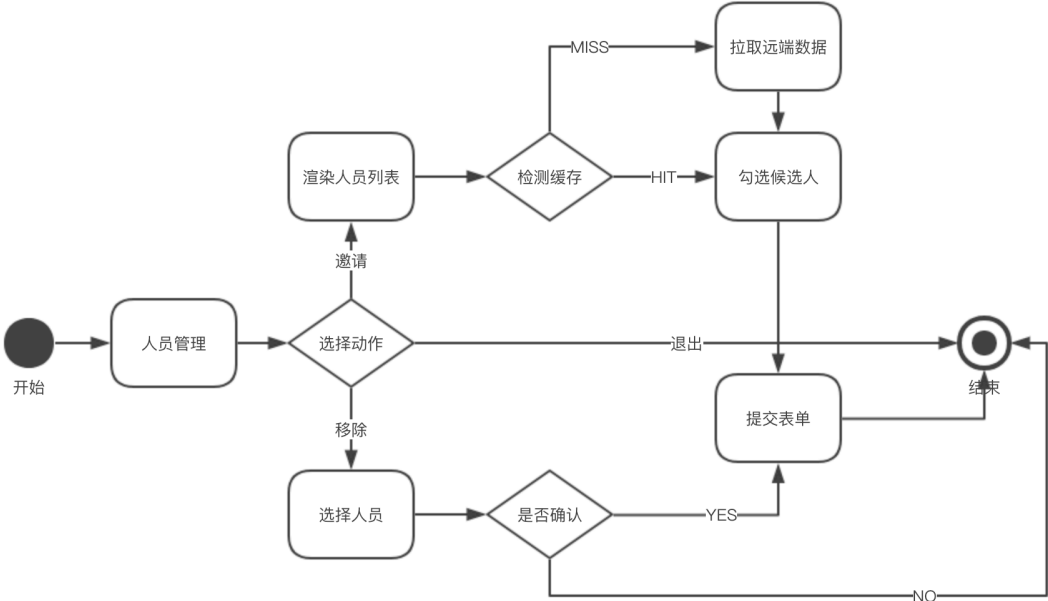 MISS
拉取远端数据
渲染人员列表
检测缓存
HIT
勾选候选人
邀请
开始
人员管理
选择动作
退出
结束
移除
提交表单
选择人员
是否确认
YES
NO